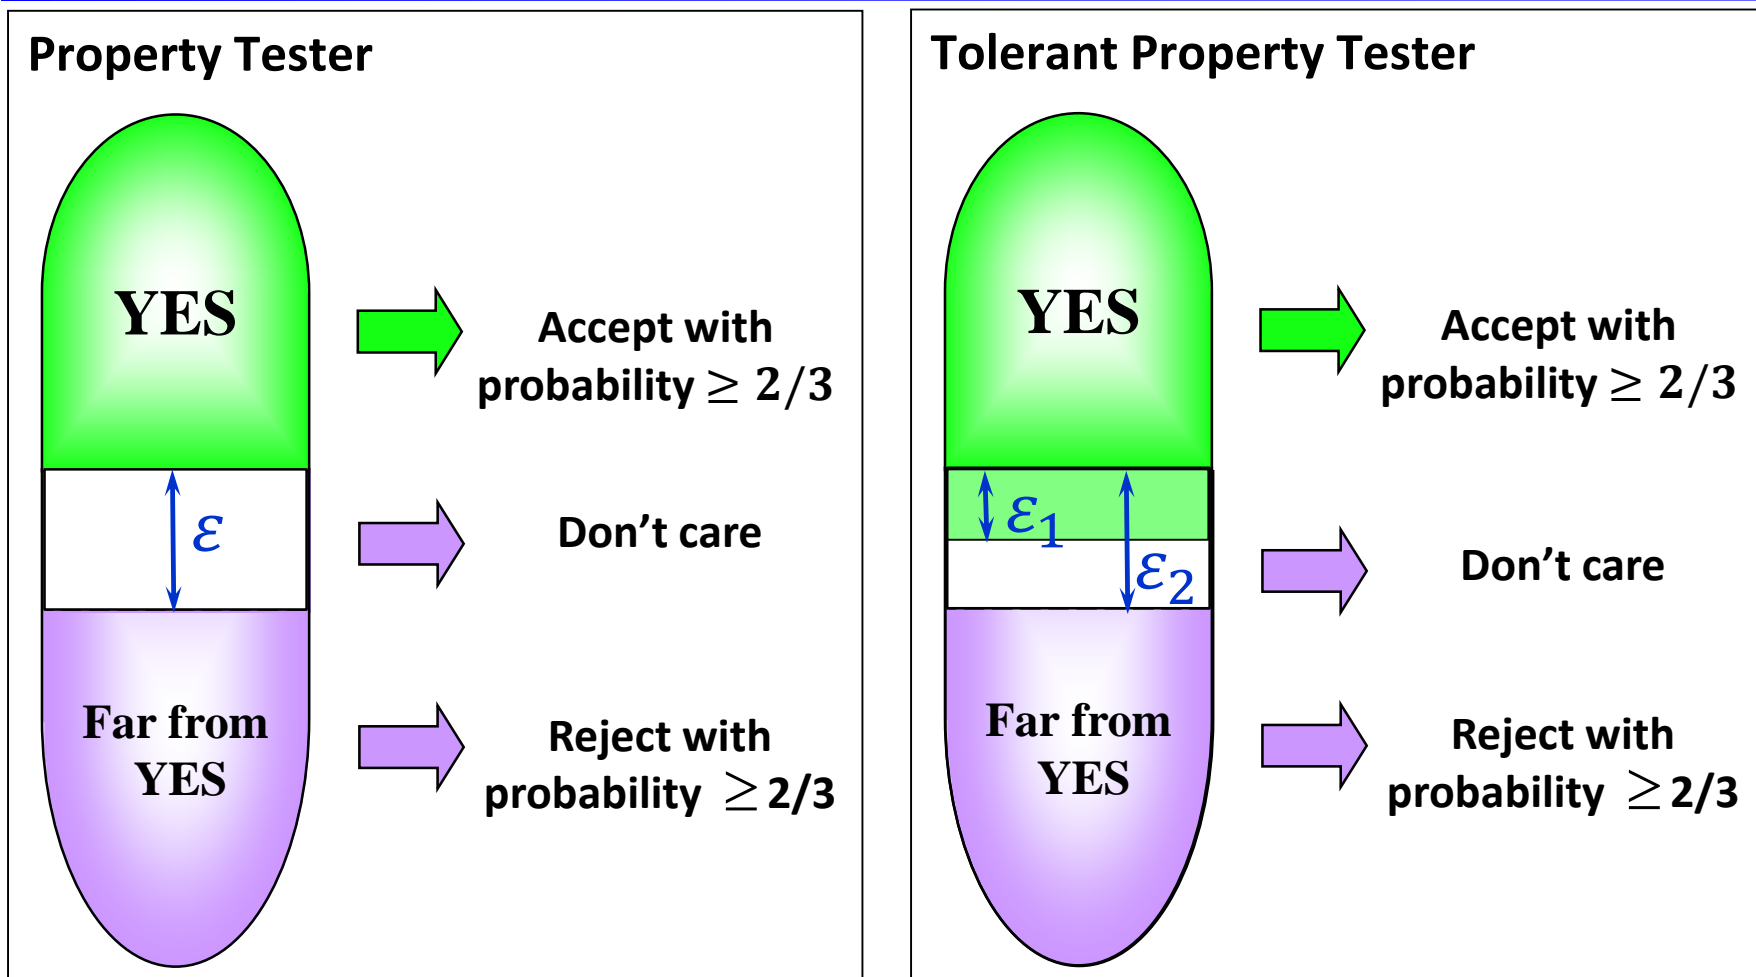 Property Tester
YES
Accept with
probability ≥ 2/3
ε
Don’t care
Far from
YES
Reject with
probability ≥ 2/3
Tolerant Property Tester
YES
Accept with
probability ≥ 2/3
ε₁
ε₂
Don’t care
Far from
YES
Reject with
probability ≥ 2/3